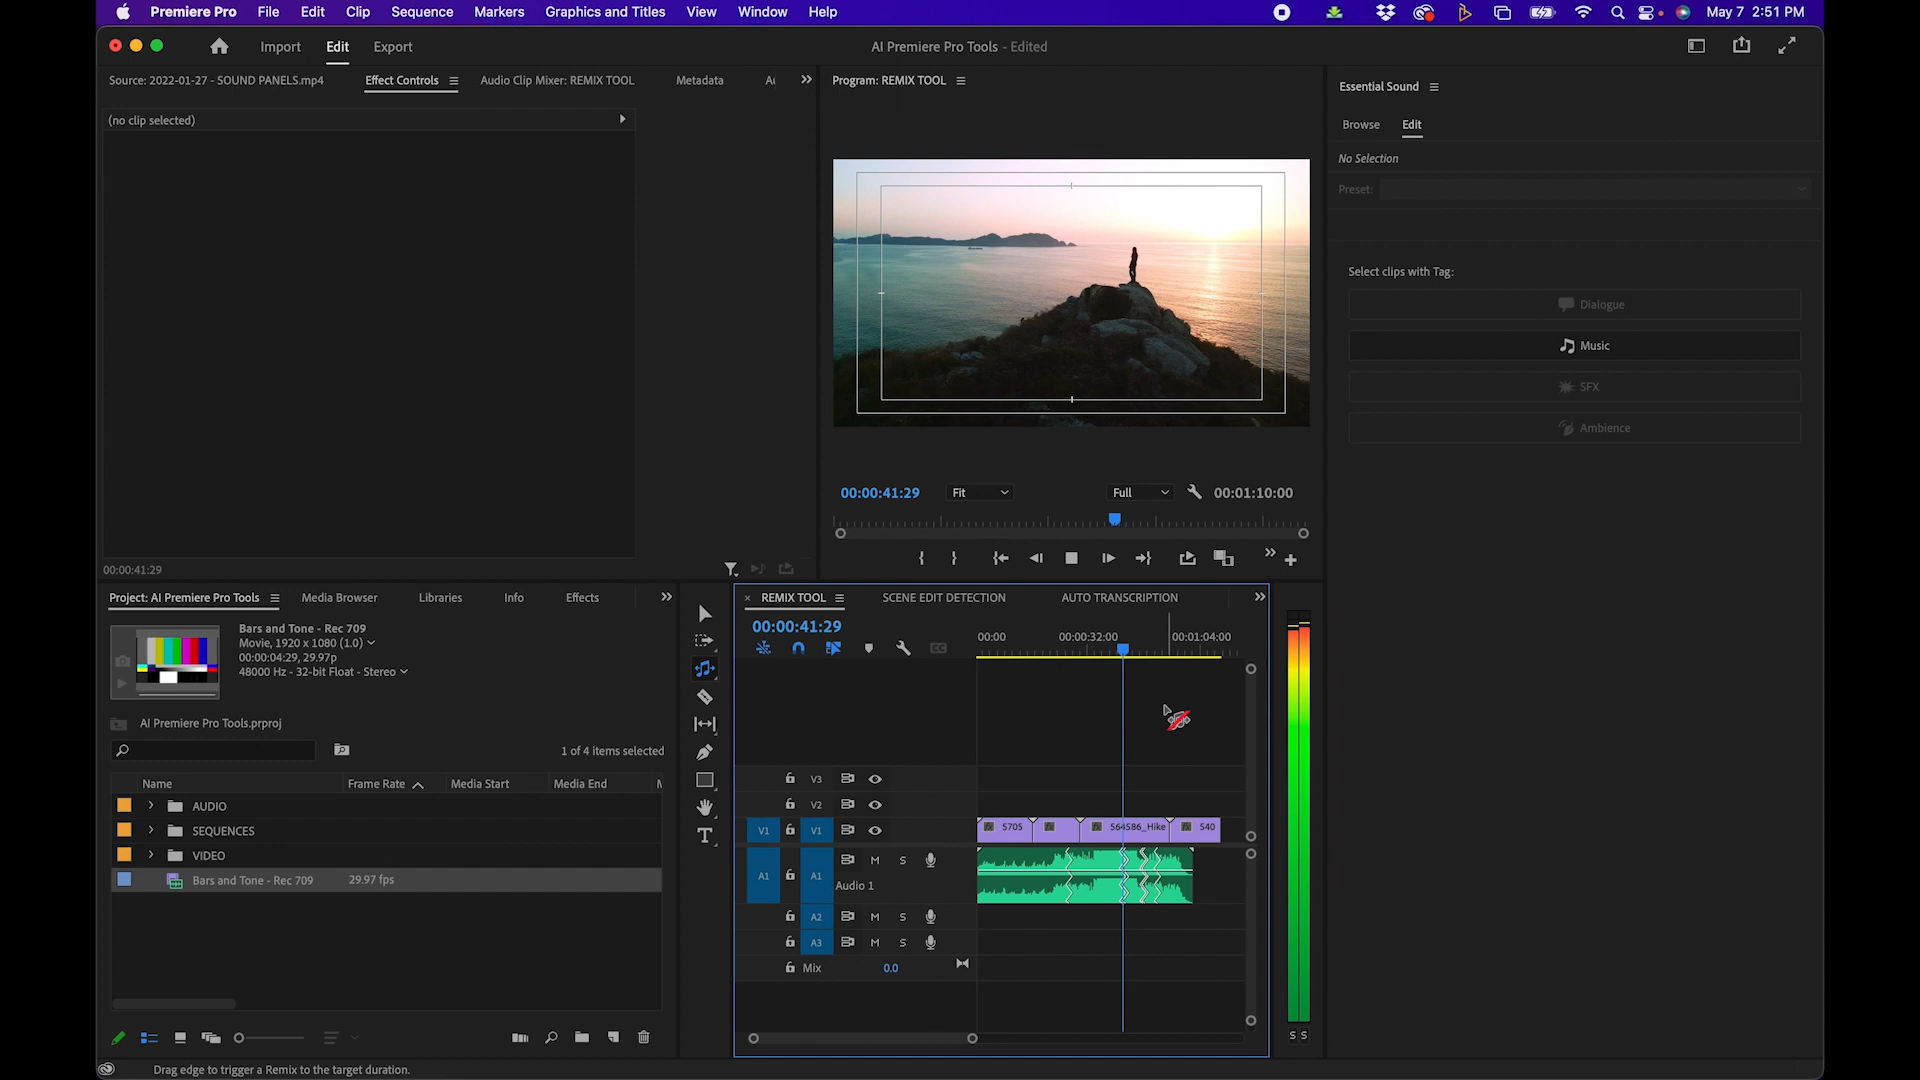 Premiere Pro File Edit Clip Sequence Markers Graphics and Titles View Window Help May 7 2:51 PM
Import Edit Export AI Premiere Pro Tools - Edited
Source: 2022-01-27 - SOUND PANELS.mp4 Effect Controls Audio Clip Mixer: REMIX TOOL Metadata Au
Program: REMIX TOOL
Essential Sound
Browse Edit
(no clip selected)
No Selection
Preset:
Select clips with Tag:
Dialogue
Music
SFX
Ambience
00:00:41:29 Fit Full 00:01:10:00
00:00:41:29
Project: AI Premiere Pro Tools Media Browser Libraries Info Effects
Bars and Tone - Rec 709
Movie, 1920 x 1080 (1.0)
00:00:04:29, 29.97p
48000 Hz - 32-bit Float - Stereo
AI Premiere Pro Tools.prproj
1 of 4 items selected
Name Frame Rate Media Start Media End M
AUDIO
SEQUENCES
VIDEO
Bars and Tone - Rec 709 29.97 fps
REMIX TOOL SCENE EDIT DETECTION AUTO TRANSCRIPTION
00:00:41:29
00:00 00:00:32:00 00:01:04:00
CC
V3
V2
V1 V1 fx 5705 fx fx 564586_Hike fx 540
A1 A1 M S
Audio 1
A2 M S
A3 M S
Mix 0.0
S S
Drag edge to trigger a Remix to the target duration.